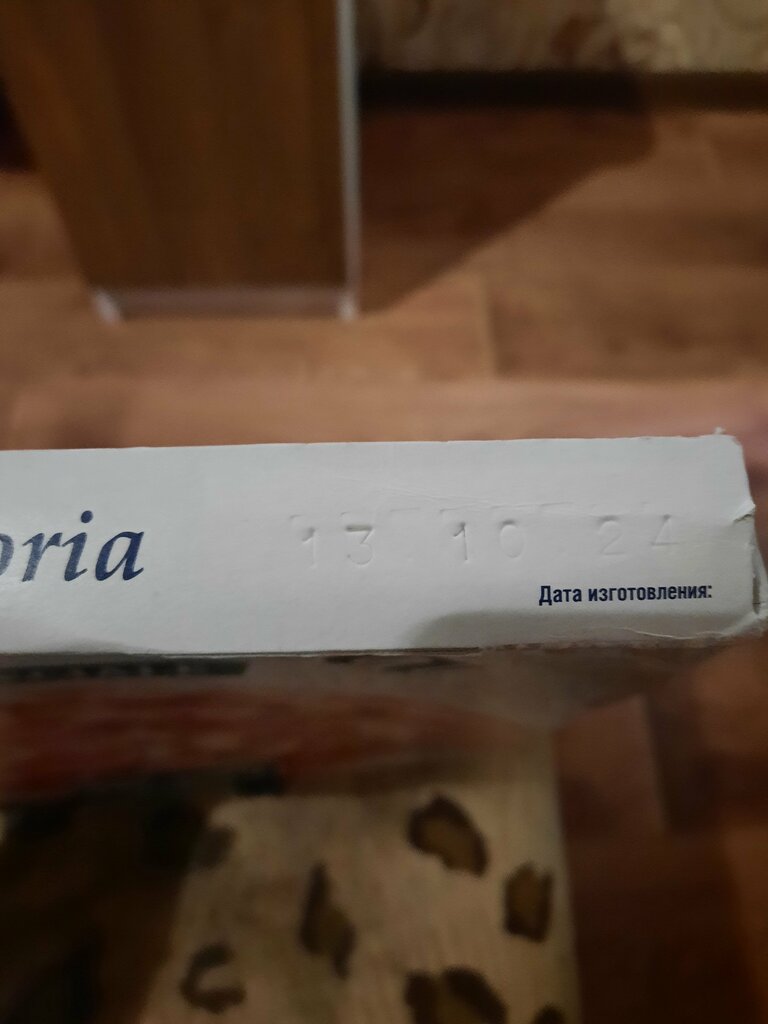 oria
13 10 24
Дата изготовления: